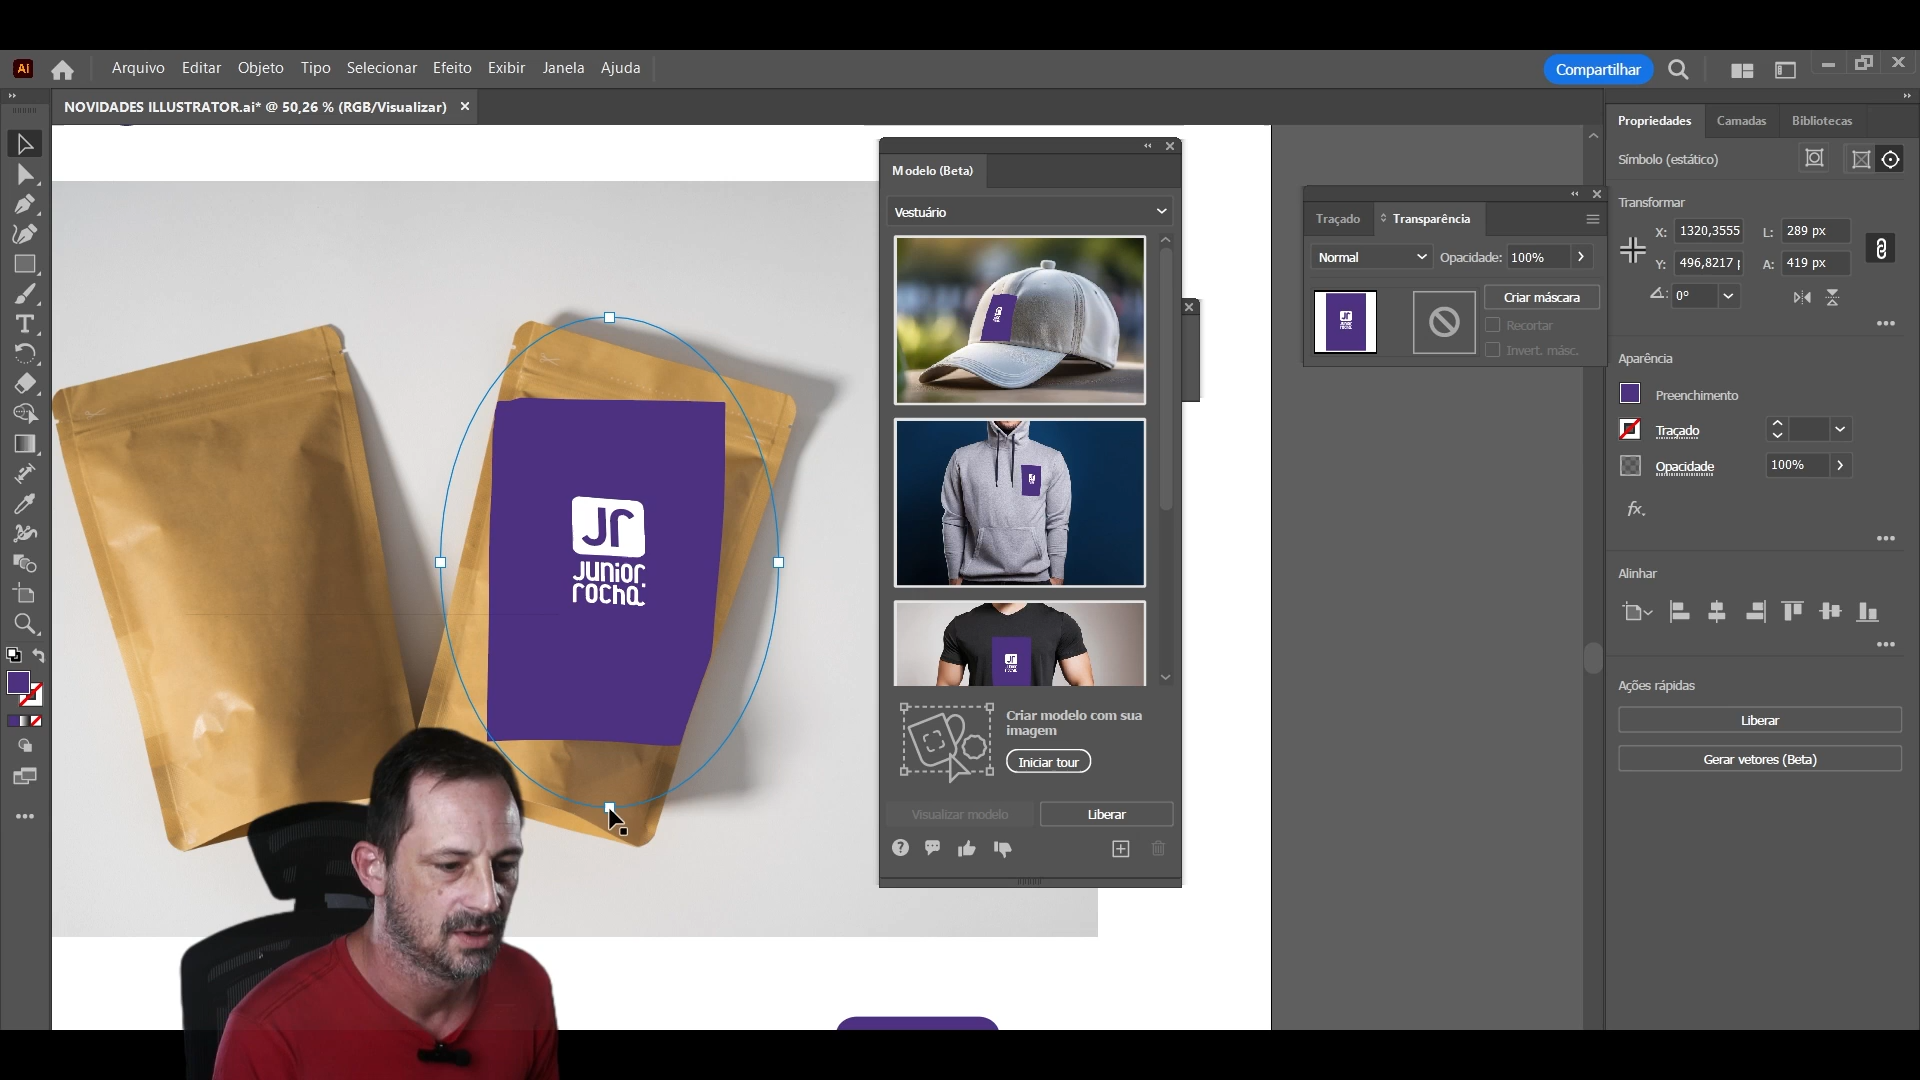 Ai
Arquivo Editar Objeto Tipo Selecionar Efeito Exibir Janela Ajuda
Compartilhar
NOVIDADES ILLUSTRATOR.ai* @ 50,26 % (RGB/Visualizar)
Modelo (Beta)
Vestuário
Jr
junior
rocha
Criar modelo com sua
imagem
Iniciar tour
Visualizar modelo
Liberar
Traçado
Transparência
Normal
Opacidade: 100%
Criar máscara
Recortar
Invert. másc.
Propriedades Camadas Bibliotecas
Símbolo (estático)
Transformar
X: 1320,3555
L: 289 px
Y: 496,8217 p
A: 419 px
0°
Aparência
Preenchimento
Traçado
Opacidade 100%
fx.
Alinhar
Ações rápidas
Liberar
Gerar vetores (Beta)